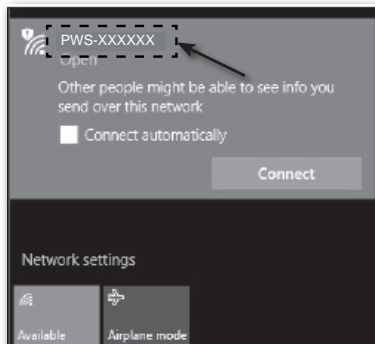 PWS-XXXXXX
Open
Other people might be able to see info you
send over this network
Connect automatically
Connect
Network settings
Available
Airplane mode